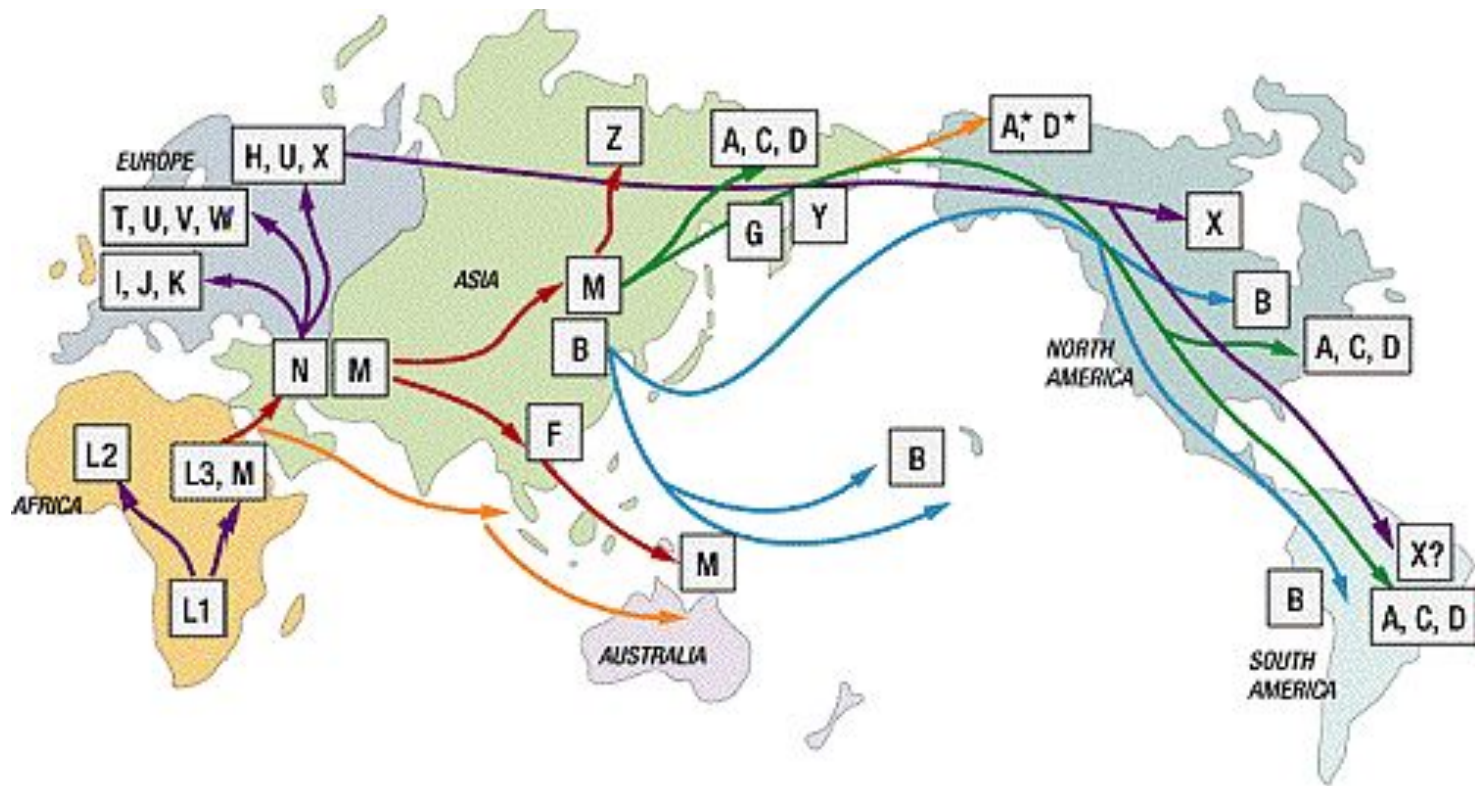 A,* D*
Z
A, C, D
EUROPE
H, U, X
T, U, V, W
G
Y
X
I, J, K
ASIA
M
B
B
N
M
NORTH
AMERICA
A, C, D
F
L2
L3, M
B
AFRICA
M
X?
L1
B
A, C, D
AUSTRALIA
SOUTH
AMERICA